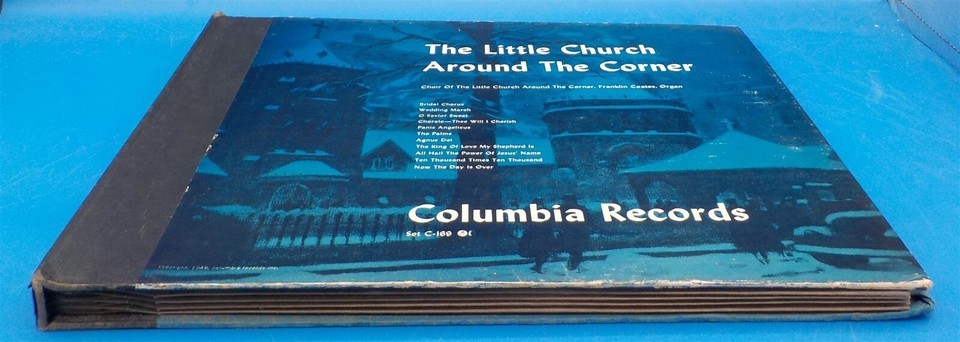 The Little Church
Around The Corner
Choir Of The Little Church Around The Corner. Franklin Coates, Organ
Bridal Chorus
Wedding March
O Savior Sweet
Chorale—Thee Will I Cherish
Panis Angelicus
The Palms
Agnus Dei
The King Of Love My Shepherd Is
All Hail The Power Of Jesus' Name
Ten Thousand Times Ten Thousand
Now The Day Is Over
Columbia Records
Set C-169
Columbia Records Inc.